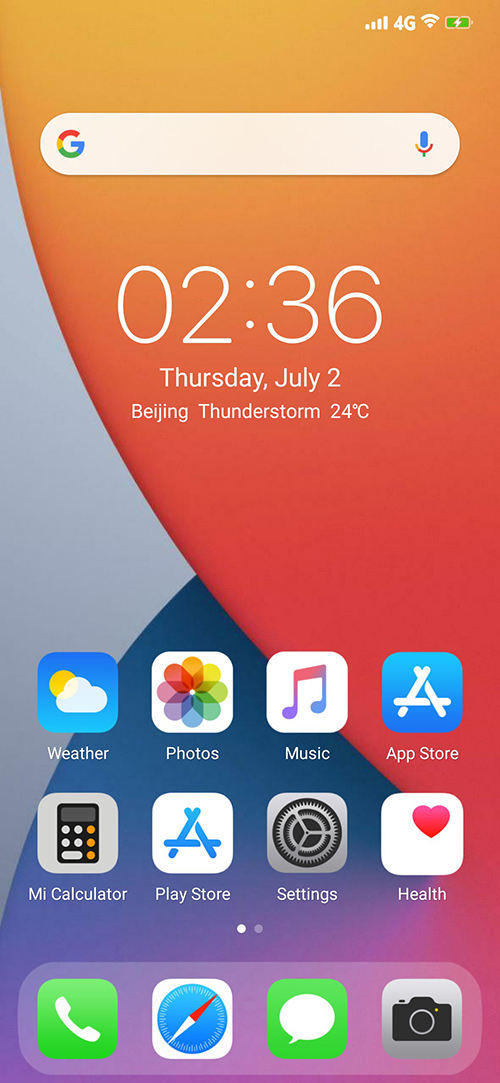 4G
02:36
Thursday, July 2
Beijing Thunderstorm 24℃
Weather Photos Music App Store
Mi Calculator Play Store Settings Health